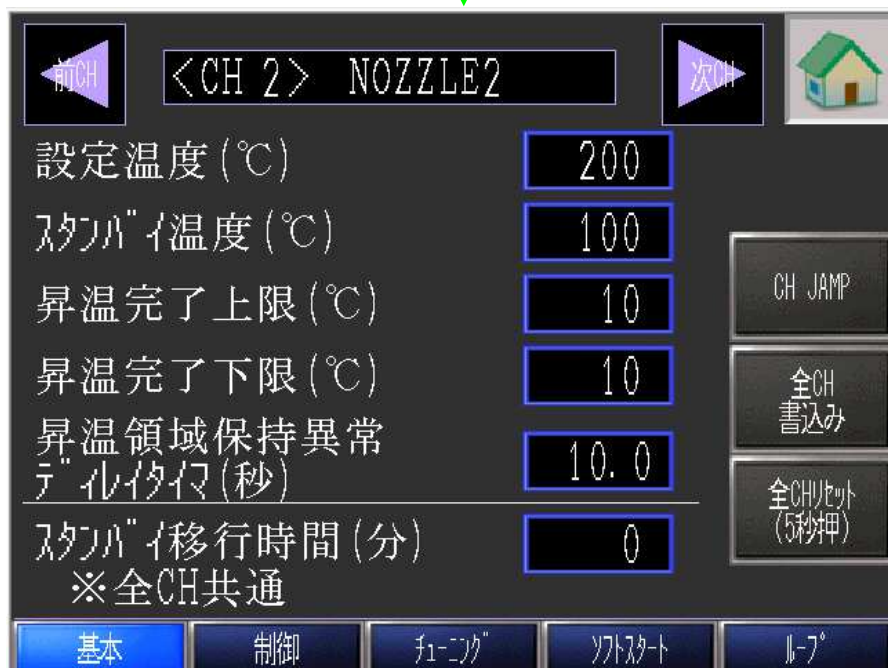 前CH
<CH 2> NOZZLE2
次CH
設定温度(℃)
200
ｽﾀﾝﾊﾞｲ温度(℃)
100
昇温完了上限(℃)
10
昇温完了下限(℃)
10
昇温領域保持異常
ﾃﾞｨﾚｲﾀｲﾏ(秒)
10.0
ｽﾀﾝﾊﾞｲ移行時間(分)
0
※全CH共通
CH JAMP
全CH
書込み
全CHﾘｾｯﾄ
(5秒押)
基本
制御
ﾁｭｰﾆﾝｸﾞ
ｿﾌﾄｽﾀｰﾄ
ﾙｰﾌﾟ